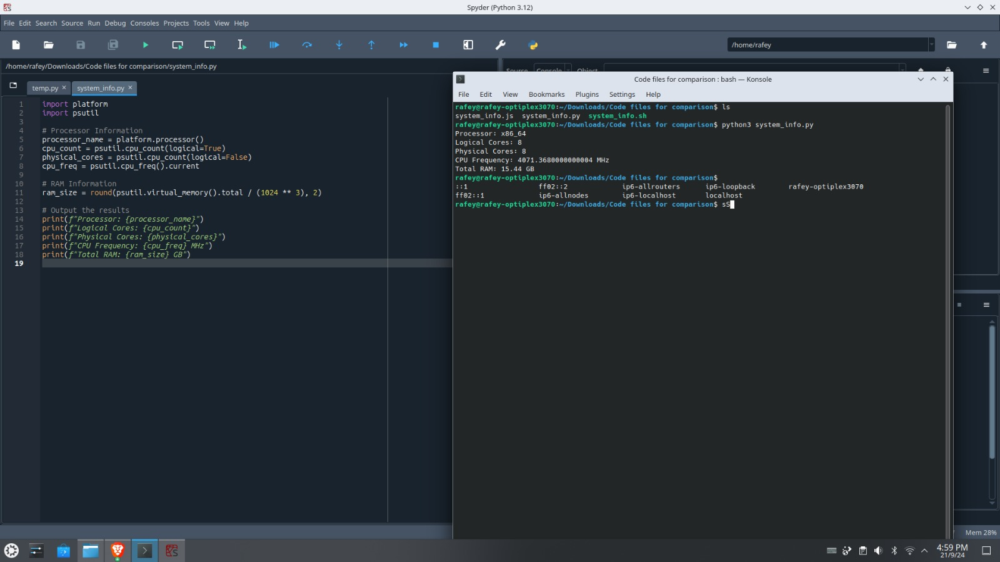 Spyder (Python 3.12)
File Edit Search Source Run Debug Consoles Projects Tools View Help
/home/rafey
/home/rafey/Downloads/Code files for comparison/system_info.py
Source Console Object
temp.py
system_info.py
1 import platform
2 import psutil
3
4 # Processor Information
5 processor_name = platform.processor()
6 cpu_count = psutil.cpu_count(logical=True)
7 physical_cores = psutil.cpu_count(logical=False)
8 cpu_freq = psutil.cpu_freq().current
9
10 # RAM Information
11 ram_size = round(psutil.virtual_memory().total / (1024 ** 3), 2)
12
13 # Output the results
14 print(f"Processor: {processor_name}")
15 print(f"Logical Cores: {cpu_count}")
16 print(f"Physical Cores: {physical_cores}")
17 print(f"CPU Frequency: {cpu_freq} MHz")
18 print(f"Total RAM: {ram_size} GB")
19
Code files for comparison : bash — Konsole
File Edit View Bookmarks Plugins Settings Help
rafey@rafey-optiplex3070:~/Downloads/Code files for comparison$ ls
system_info.js system_info.py system_info.sh
rafey@rafey-optiplex3070:~/Downloads/Code files for comparison$ python3 system_info.py
Processor: x86_64
Logical Cores: 8
Physical Cores: 8
CPU Frequency: 4071.3680000000004 MHz
Total RAM: 15.44 GB
rafey@rafey-optiplex3070:~/Downloads/Code files for comparison$
::1 ff02::2 ip6-allrouters ip6-loopback rafey-optiplex3070
ff02::1 ip6-allnodes ip6-localhost localhost
rafey@rafey-optiplex3070:~/Downloads/Code files for comparison$ sS
Mem 28%
4:59 PM
21/9/24